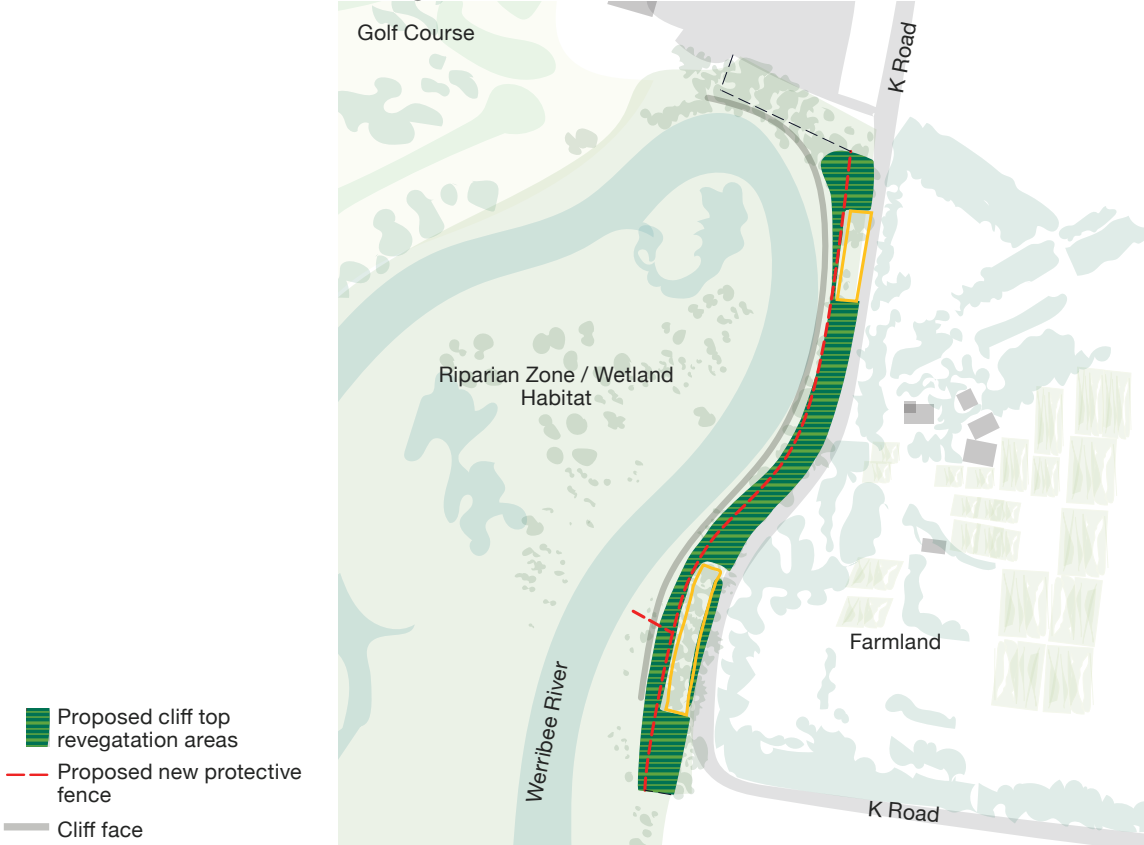 Golf Course
K Road
Riparian Zone / Wetland
Habitat
Farmland
Werribee River
K Road
Proposed cliff top
revegatation areas
Proposed new protective
fence
Cliff face